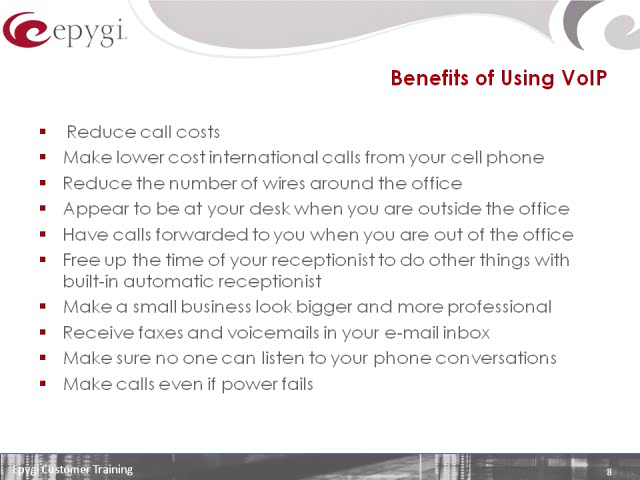 epygi
Benefits of Using VoIP
▪ Reduce call costs
▪ Make lower cost international calls from your cell phone
▪ Reduce the number of wires around the office
▪ Appear to be at your desk when you are outside the office
▪ Have calls forwarded to you when you are out of the office
▪ Free up the time of your receptionist to do other things with
built-in automatic receptionist
▪ Make a small business look bigger and more professional
▪ Receive faxes and voicemails in your e-mail inbox
▪ Make sure no one can listen to your phone conversations
▪ Make calls even if power fails
Epygi Customer Training
8